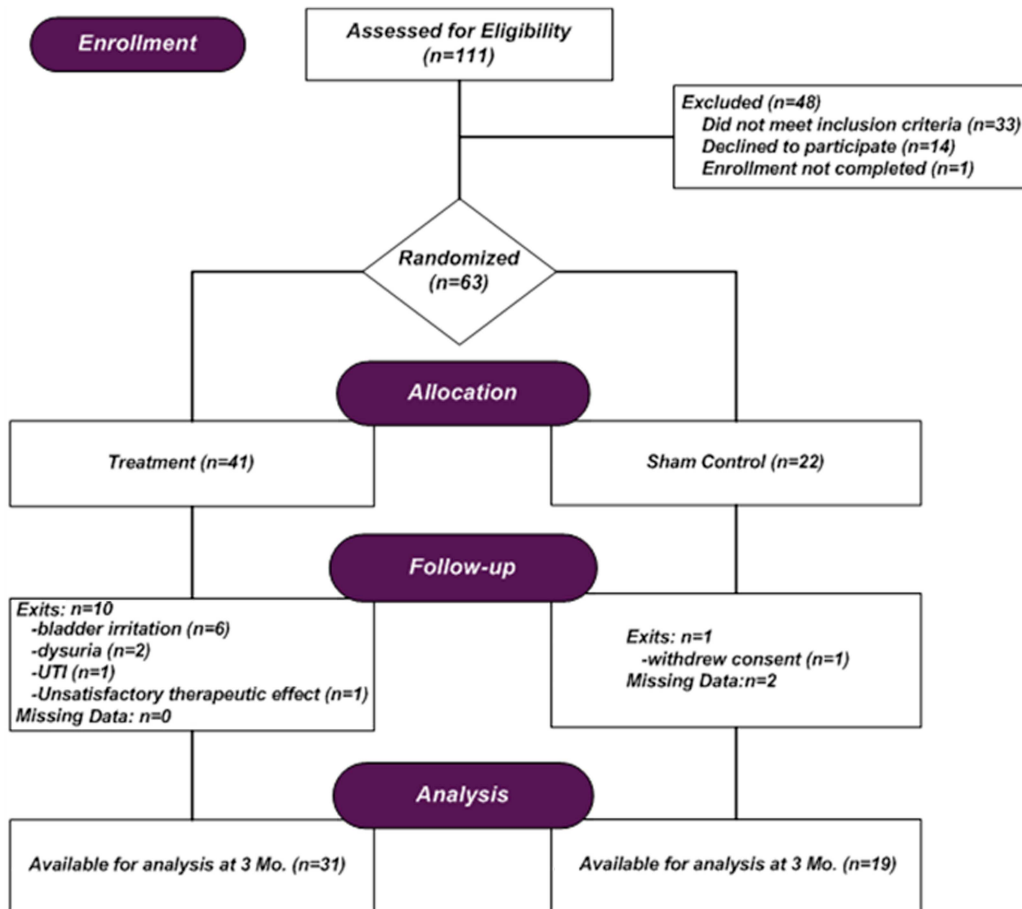 Enrollment
Assessed for Eligibility
(n=111)
Excluded (n=48)
Did not meet inclusion criteria (n=33)
Declined to participate (n=14)
Enrollment not completed (n=1)
Randomized
(n=63)
Allocation
Treatment (n=41)
Sham Control (n=22)
Follow-up
Exits: n=10
-bladder irritation (n=6)
-dysuria (n=2)
-UTI (n=1)
-Unsatisfactory therapeutic effect (n=1)
Missing Data: n=0
Exits: n=1
-withdrew consent (n=1)
Missing Data:n=2
Analysis
Available for analysis at 3 Mo. (n=31)
Available for analysis at 3 Mo. (n=19)